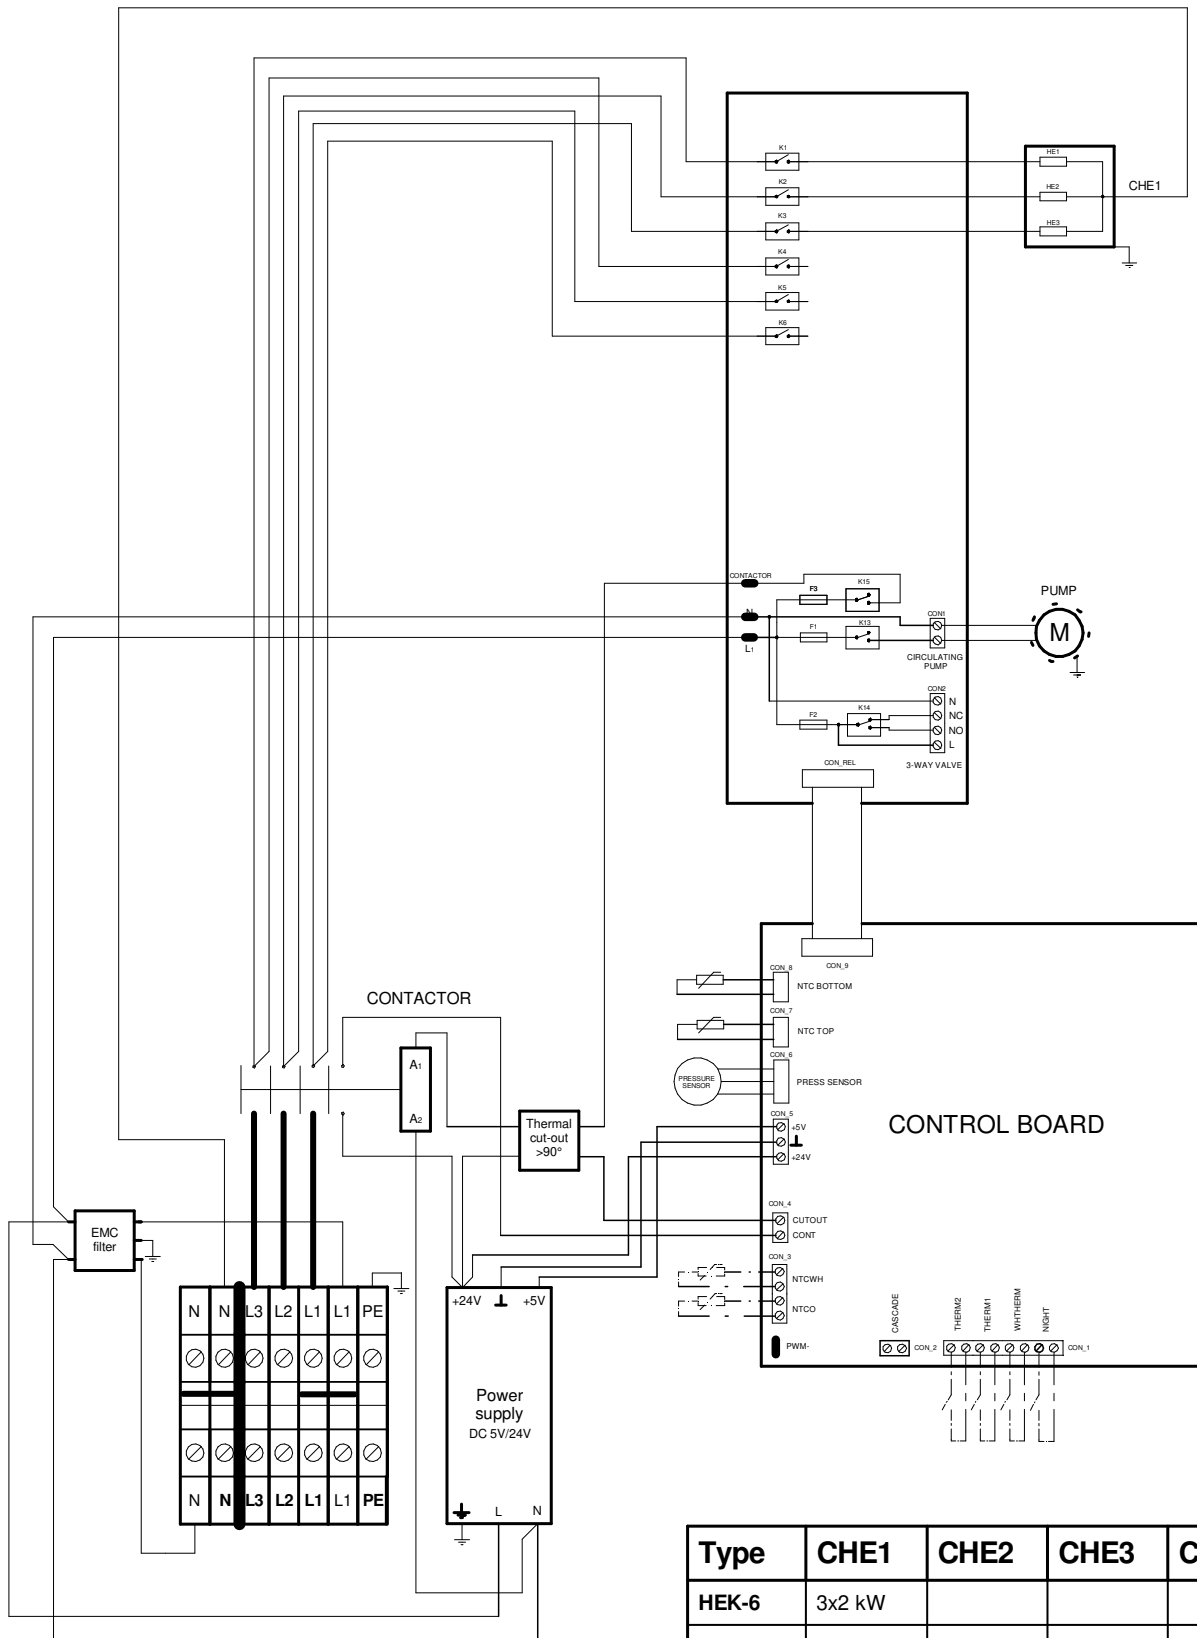 K1
HE1
K2
HE2
CHE1
K3
HE3
K4
K5
K6
CONTACTOR
F3
K15
PUMP
N
F1
K13
CON1
M
L1
CIRCULATING
PUMP
CON2
N
F2
K14
NC
NO
L
CON_REL
3-WAY VALVE
CON_9
CON_8
NTC BOTTOM
CONTACTOR
CON_7
NTC TOP
CON_6
A1
PRESSURE
SENSOR
PRESS SENSOR
A2
Thermal
cut-out
>90°
CON_5
+5V
+24V
CONTROL BOARD
CON_4
CUTOUT
CONT
EMC
filter
CON_3
NTCWH
NTCO
PWM-
CASCADE
CON_2
THERM2
THERM1
WHTHERM
NIGHT
CON_1
N N L3 L2 L1 L1 PE
+24V +5V
Power
supply
DC 5V/24V
N N L3 L2 L1 L1 PE
L N
Type CHE1 CHE2 CHE3 C
HEK-6 3x2 kW